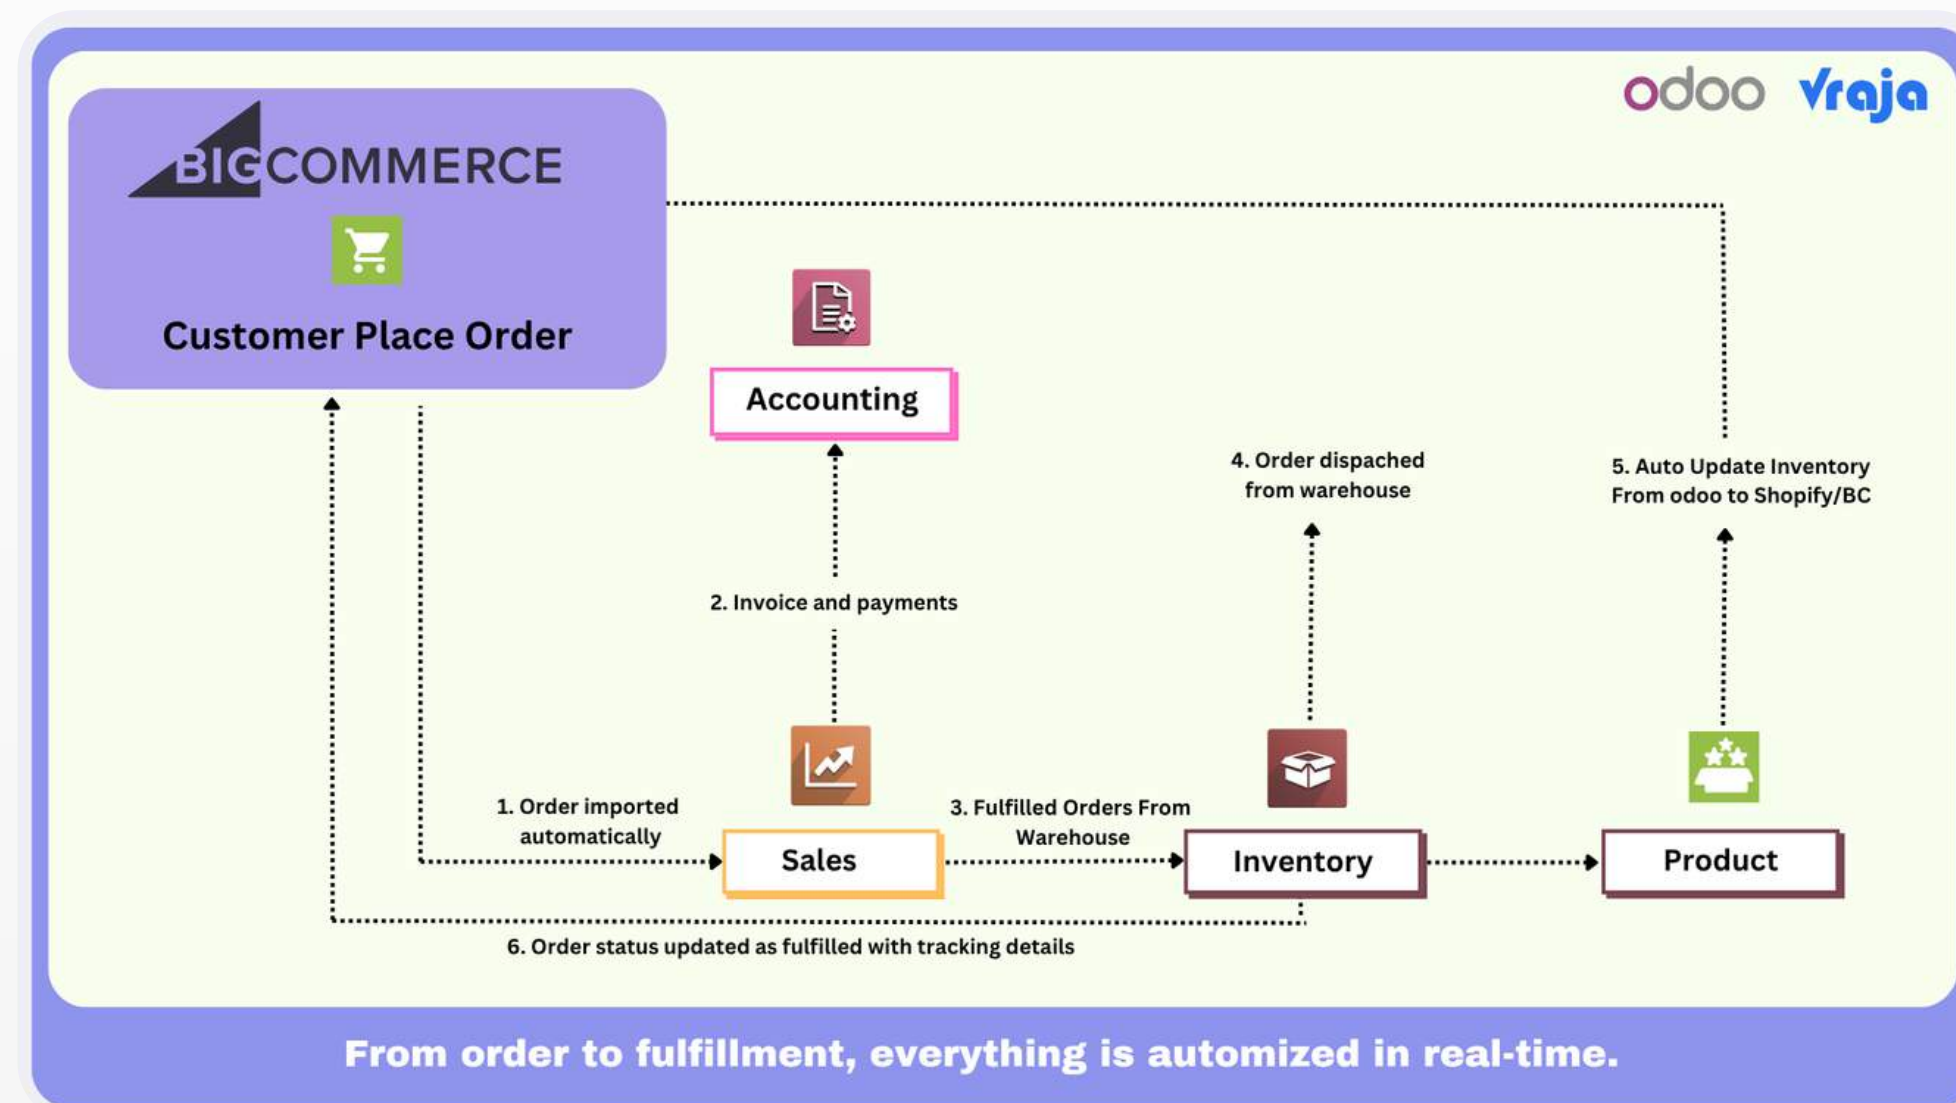 odoo vraja
BIGCOMMERCE
Customer Place Order
Accounting
4. Order dispached
from warehouse
5. Auto Update Inventory
From odoo to Shopify/BC
2. Invoice and payments
1. Order imported
automatically
3. Fulfilled Orders From
Warehouse
Sales
Inventory
Product
6. Order status updated as fulfilled with tracking details
From order to fulfillment, everything is automized in real-time.